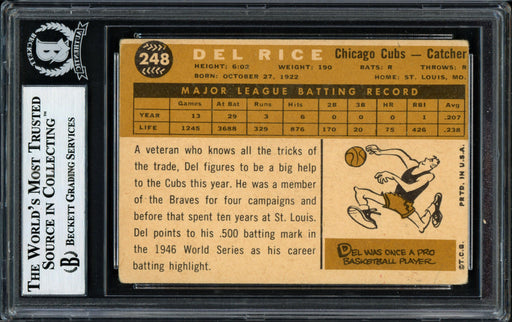 BECKETT
AUTHENTIC
THE WORLD'S MOST TRUSTED
SOURCE IN COLLECTING™
BECKETT GRADING SERVICES
248
DEL RICE Chicago Cubs — Catcher
HEIGHT: 6:02 WEIGHT: 190 BATS: R THROWS: R
BORN: OCTOBER 27, 1922 HOME: ST. LOUIS, MO.
MAJOR LEAGUE BATTING RECORD
Games At Bat Runs Hits 2B 3B HR RBI Avg.
YEAR 13 29 3 6 0 0 0 1 .207
LIFE 1245 3688 329 876 170 20 75 426 .238
A veteran who knows all the tricks of
the trade, Del figures to be a big help
to the Cubs this year. He was a member
of the Braves for four campaigns and
before that spent ten years at St. Louis.
Del points to his .500 batting mark in
the 1946 World Series as his career
batting highlight.
DEL WAS ONCE A PRO
BASKETBALL PLAYER.
©T.C.G. PRTD. IN U.S.A.